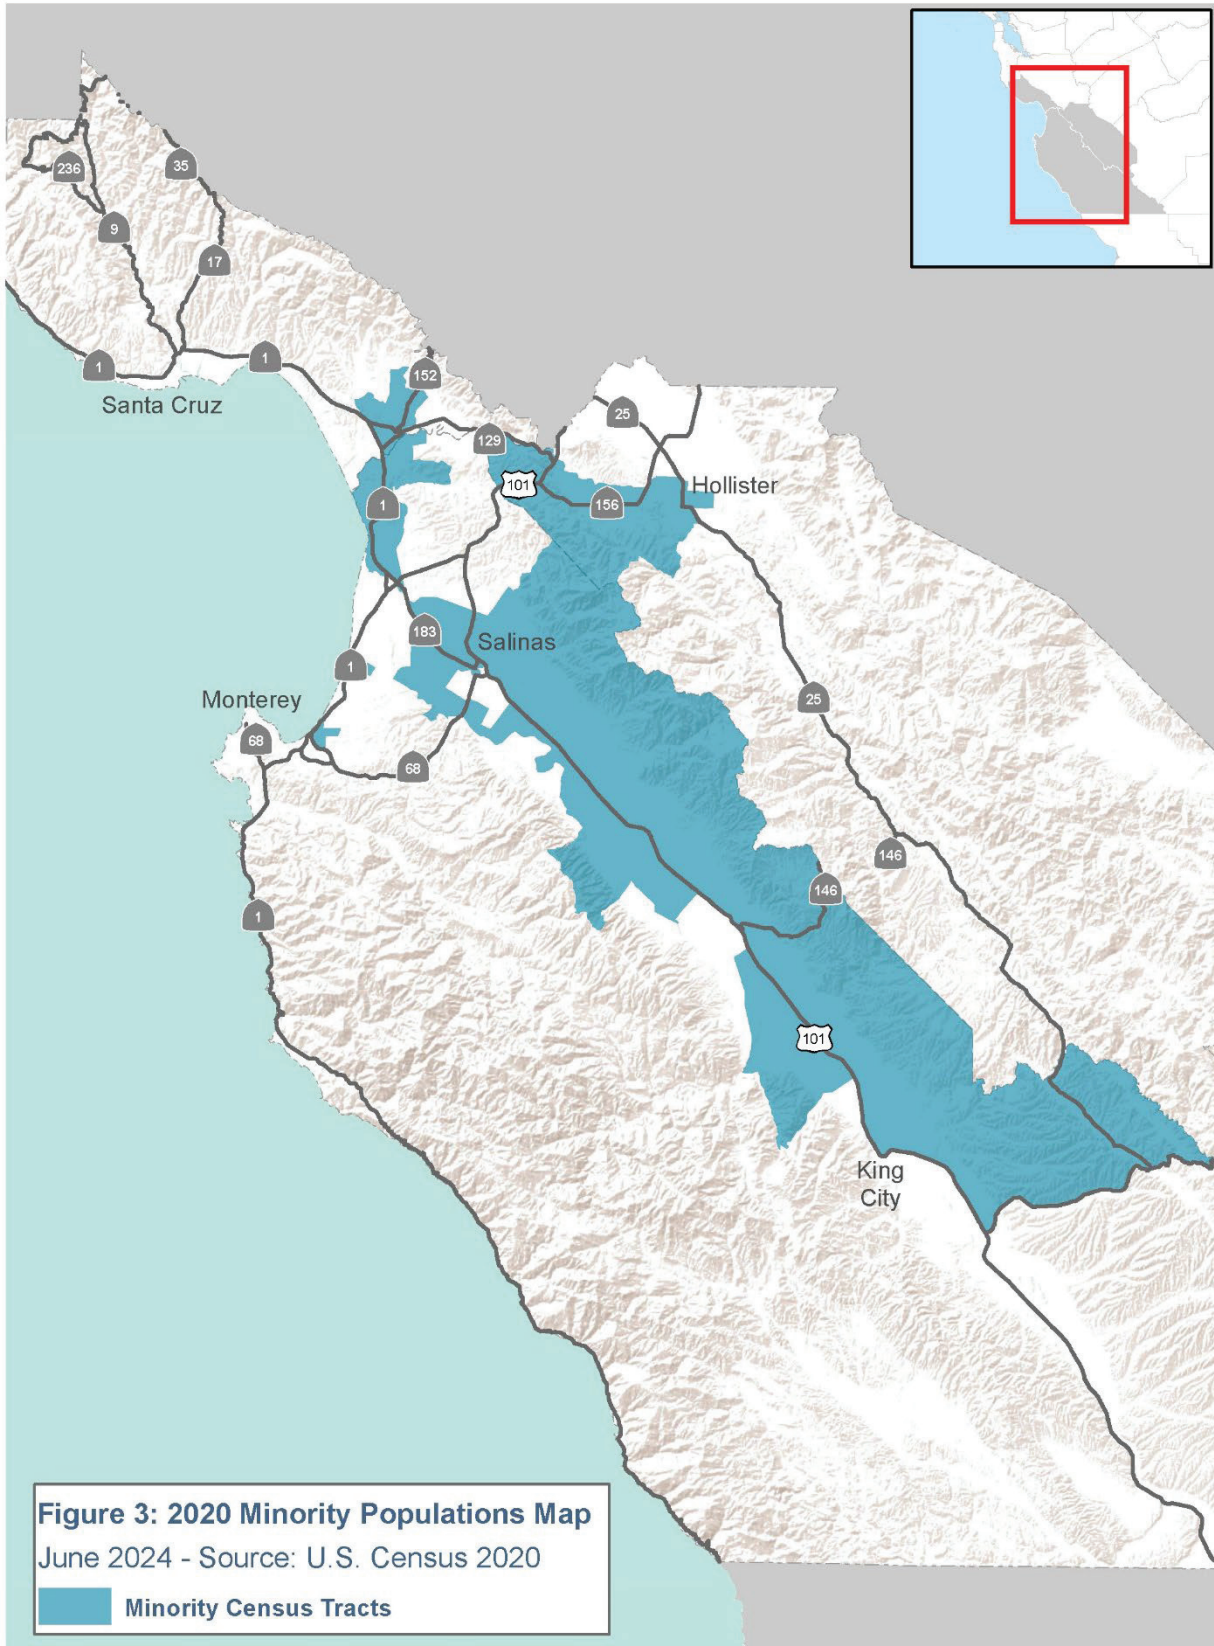 236
35
9
17
1
1
Santa Cruz
152
25
129
101
Hollister
156
1
183
Salinas
1
Monterey
25
68
68
146
146
1
101
King
City
Figure 3: 2020 Minority Populations Map
June 2024 - Source: U.S. Census 2020
Minority Census Tracts